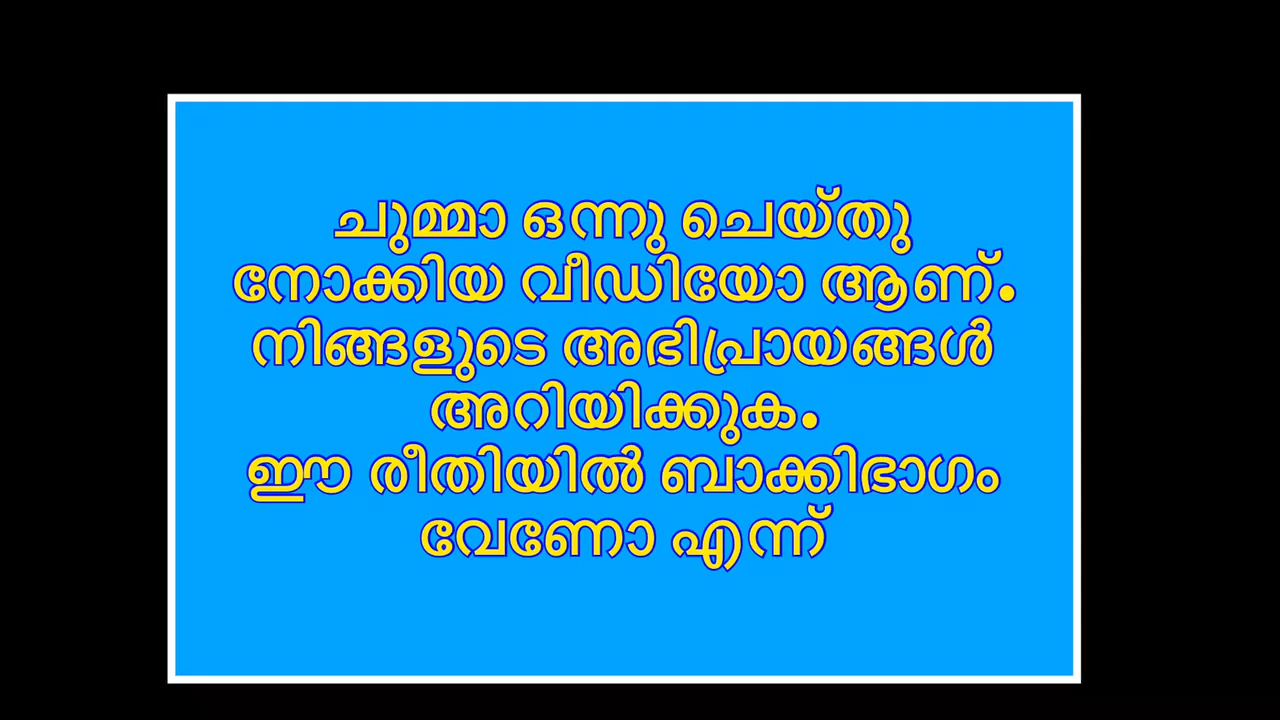 ചുമ്മാ ഒന്നു ചെയ്തു
നോക്കിയ വീഡിയോ ആണ്.
നിങ്ങളുടെ അഭിപ്രായങ്ങൾ
അറിയിക്കുക.
ഈ രീതിയിൽ ബാക്കിഭാഗം
വേണോ എന്ന്